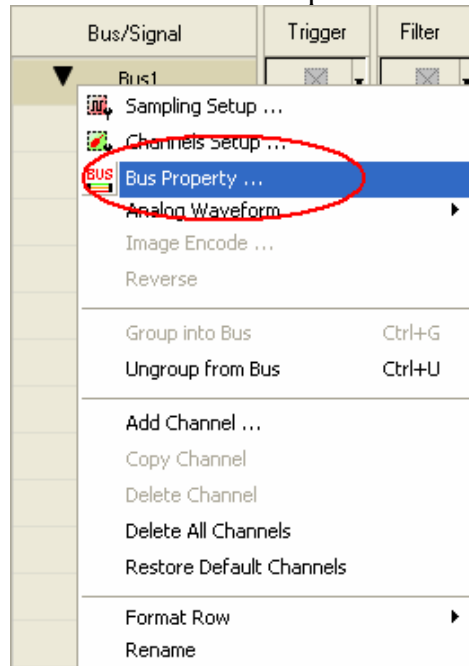 Bus/Signal Trigger Filter
Bus1
Sampling Setup ...
Channels Setup ...
BUS Bus Property ...
Analog Waveform
Image Encode ...
Reverse
Group into Bus Ctrl+G
Ungroup from Bus Ctrl+U
Add Channel ...
Copy Channel
Delete Channel
Delete All Channels
Restore Default Channels
Format Row
Rename